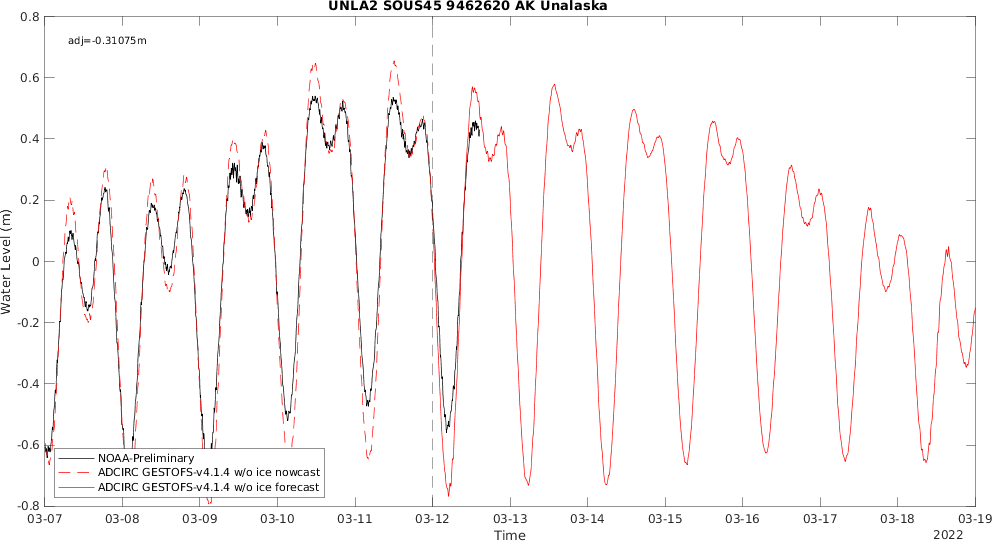 UNLA2 SOUS45 9462620 AK Unalaska
adj=-0.31075m
0.8
0.6
0.4
0.2
0
-0.2
-0.4
-0.6
-0.8
Water Level (m)
NOAA-Preliminary
ADCIRC GESTOFS-v4.1.4 w/o ice nowcast
ADCIRC GESTOFS-v4.1.4 w/o ice forecast
03-07 03-08 03-09 03-10 03-11 03-12 03-13 03-14 03-15 03-16 03-17 03-18 03-19
Time
2022